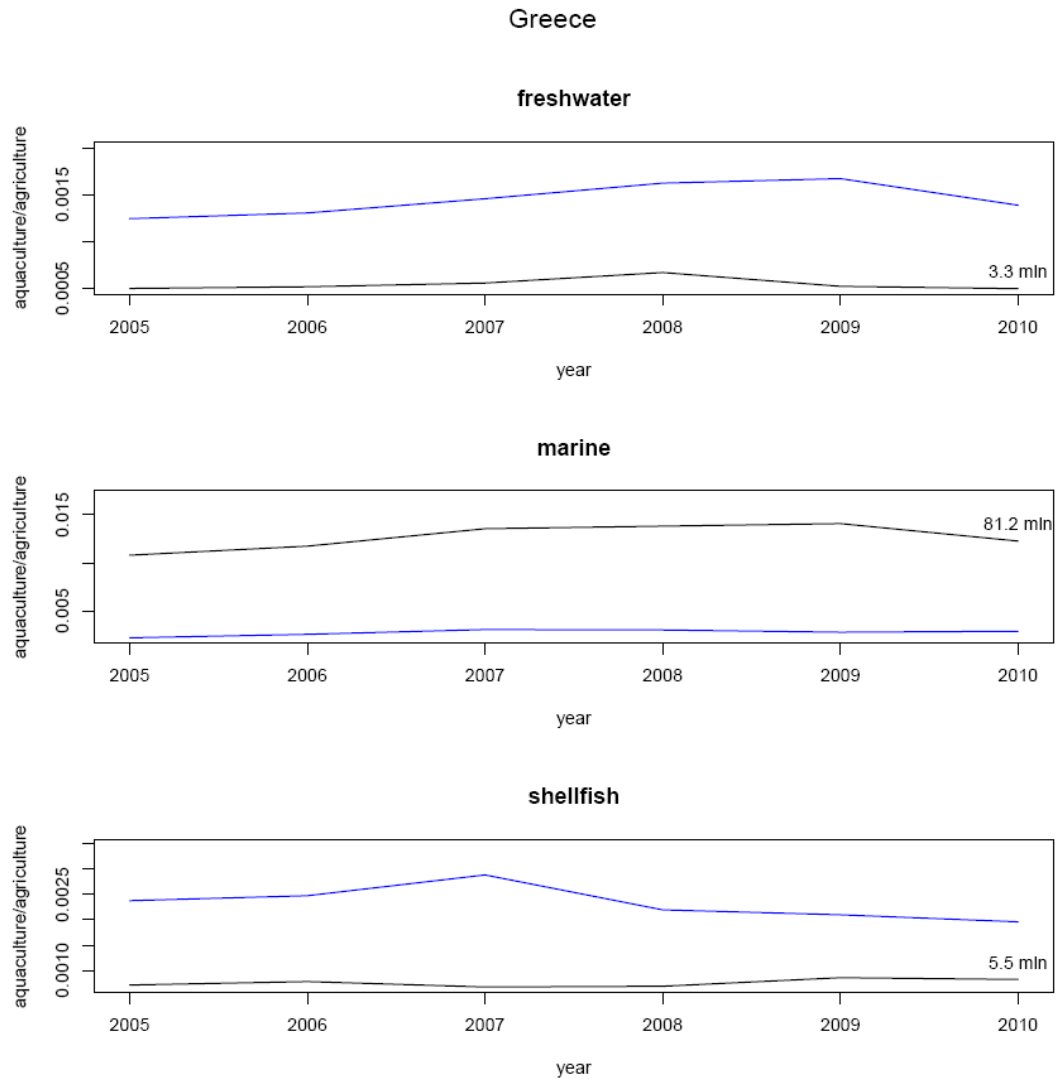 Greece
freshwater
aquaculture/agriculture
0.0015
0.0005
3.3 mln
2005 2006 2007 2008 2009 2010
year
marine
aquaculture/agriculture
0.015
0.005
81.2 mln
2005 2006 2007 2008 2009 2010
year
shellfish
aquaculture/agriculture
0.0025
0.0010
5.5 mln
2005 2006 2007 2008 2009 2010
year